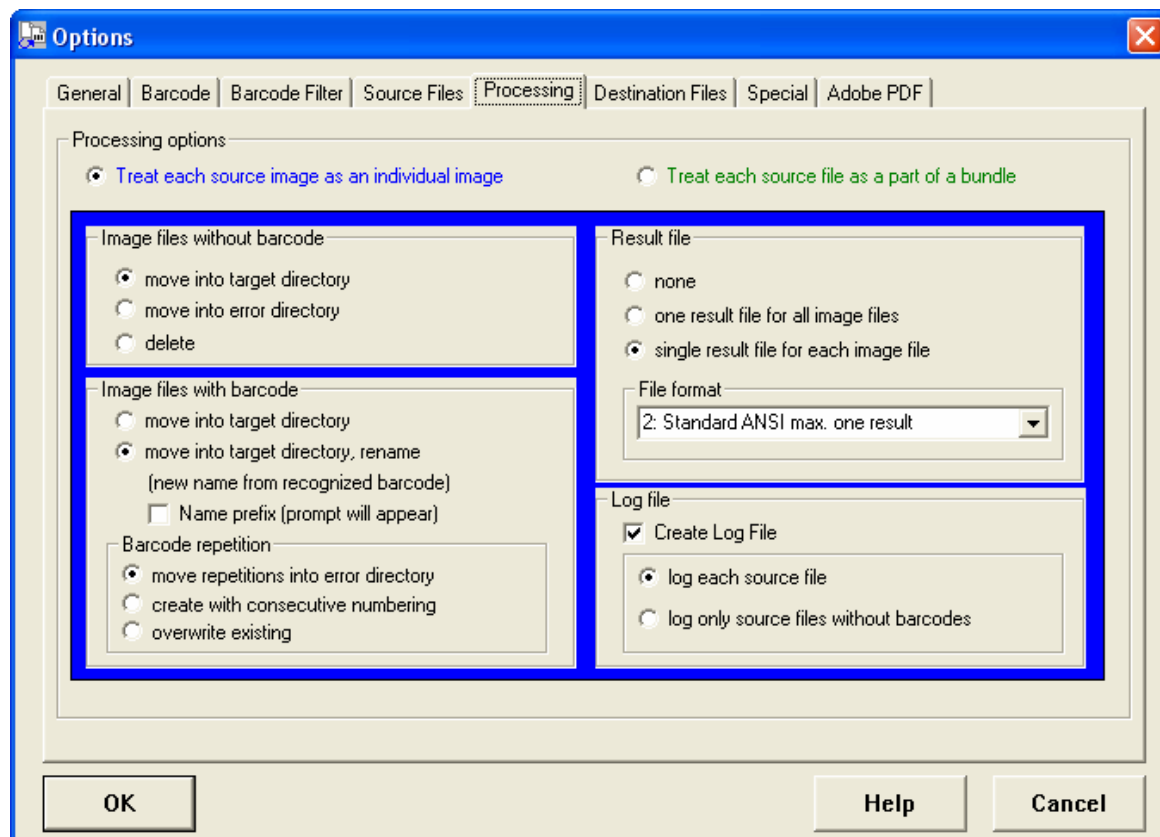 Options
General Barcode Barcode Filter Source Files Processing Destination Files Special Adobe PDF
Processing options
Treat each source image as an individual image
Treat each source file as a part of a bundle
Image files without barcode
move into target directory
move into error directory
delete
Image files with barcode
move into target directory
move into target directory, rename
(new name from recognized barcode)
Name prefix (prompt will appear)
Barcode repetition
move repetitions into error directory
create with consecutive numbering
overwrite existing
Result file
none
one result file for all image files
single result file for each image file
File format
2: Standard ANSI max. one result
Log file
Create Log File
log each source file
log only source files without barcodes
OK
Help
Cancel